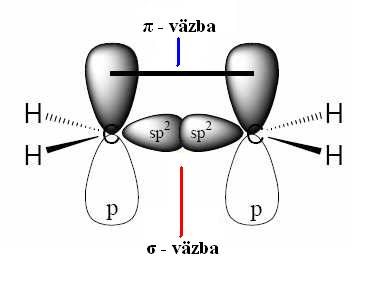 π - väzba
H
H
C
sp² sp²
C
H
H
p
p
σ - väzba